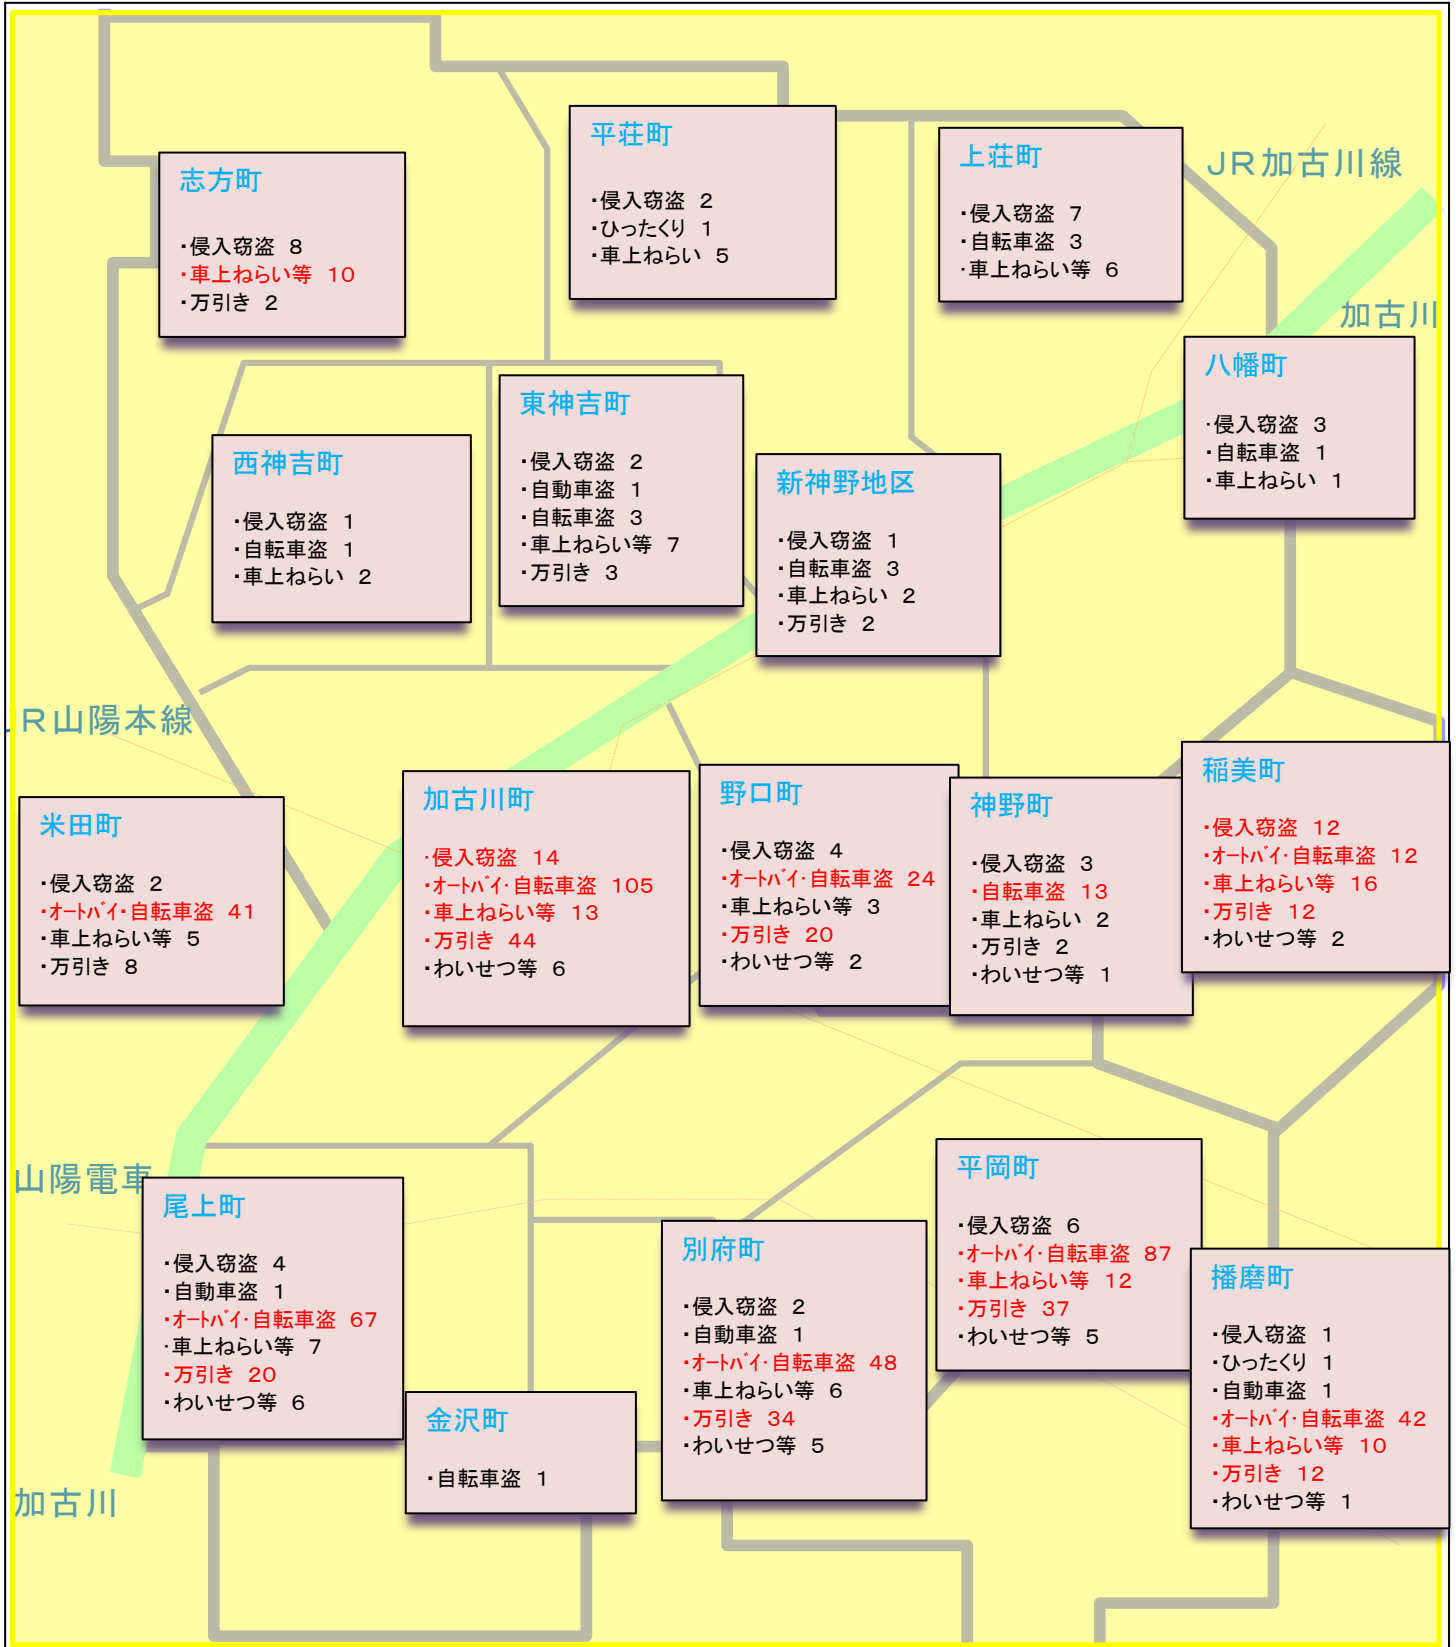 平荘町
・侵入窃盗 2
・ひったくり 1
・車上ねらい 5
上荘町
・侵入窃盗 7
・自転車盗 3
・車上ねらい等 6
JR加古川線
志方町
・侵入窃盗 8
・車上ねらい等 10
・万引き 2
加古川
八幡町
・侵入窃盗 3
・自転車盗 1
・車上ねらい 1
東神吉町
・侵入窃盗 2
・自動車盗 1
・自転車盗 3
・車上ねらい等 7
・万引き 3
西神吉町
・侵入窃盗 1
・自転車盗 1
・車上ねらい 2
新神野地区
・侵入窃盗 1
・自転車盗 3
・車上ねらい 2
・万引き 2
JR山陽本線
米田町
・侵入窃盗 2
・オートバイ・自転車盗 41
・車上ねらい等 5
・万引き 8
加古川町
・侵入窃盗 14
・オートバイ・自転車盗 105
・車上ねらい等 13
・万引き 44
・わいせつ等 6
野口町
・侵入窃盗 4
・オートバイ・自転車盗 24
・車上ねらい等 3
・万引き 20
・わいせつ等 2
神野町
・侵入窃盗 3
・自転車盗 13
・車上ねらい 2
・万引き 2
・わいせつ等 1
稲美町
・侵入窃盗 12
・オートバイ・自転車盗 12
・車上ねらい等 16
・万引き 12
・わいせつ等 2
山陽電車
尾上町
・侵入窃盗 4
・自動車盗 1
・オートバイ・自転車盗 67
・車上ねらい等 7
・万引き 20
・わいせつ等 6
金沢町
・自転車盗 1
別府町
・侵入窃盗 2
・自動車盗 1
・オートバイ・自転車盗 48
・車上ねらい等 6
・万引き 34
・わいせつ等 5
平岡町
・侵入窃盗 6
・オートバイ・自転車盗 87
・車上ねらい等 12
・万引き 37
・わいせつ等 5
播磨町
・侵入窃盗 1
・ひったくり 1
・自動車盗 1
・オートバイ・自転車盗 42
・車上ねらい等 10
・万引き 12
・わいせつ等 1
加古川